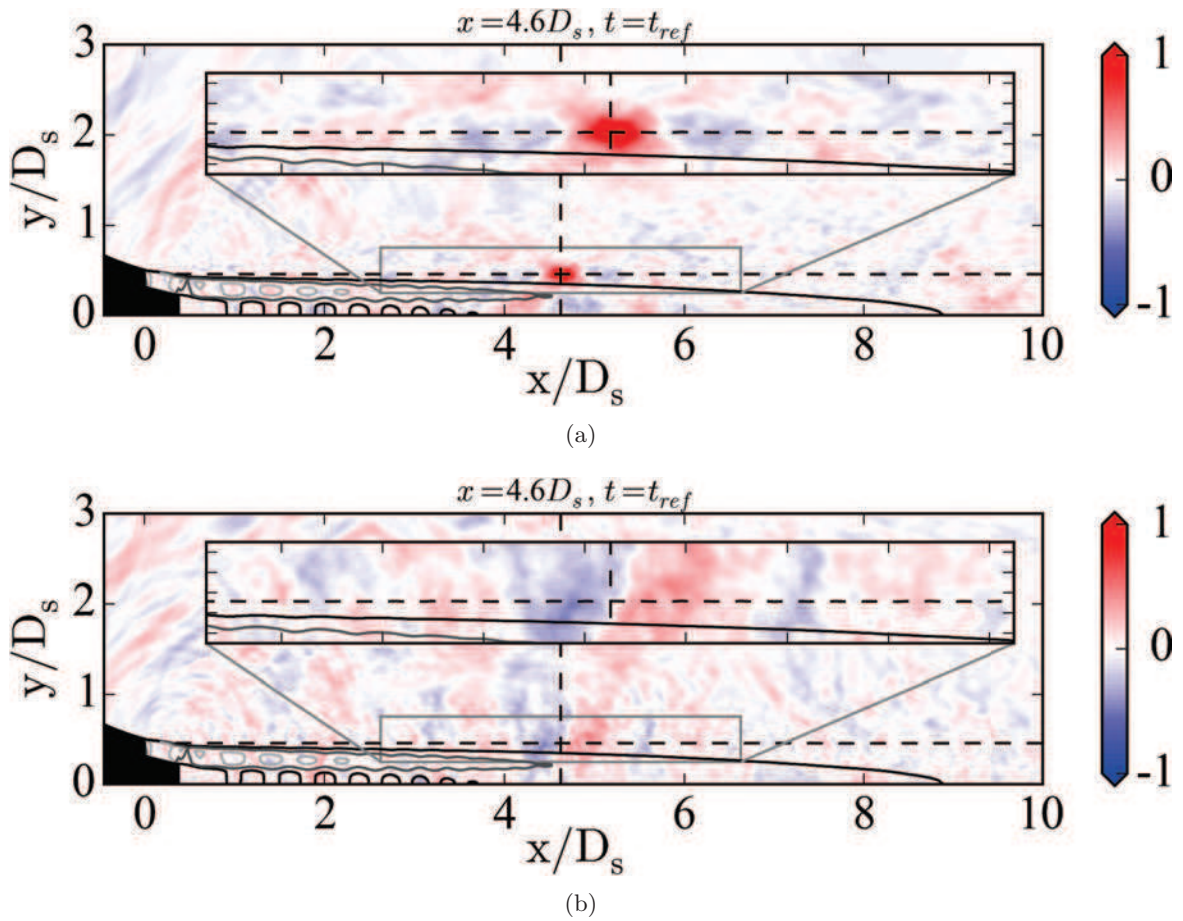 x=4.6D_s, t=t_ref
3
2
1
0
y/D_s
0 2 4 6 8 10
x/D_s
1
0
-1
(a)
x=4.6D_s, t=t_ref
3
2
1
0
y/D_s
0 2 4 6 8 10
x/D_s
1
0
-1
(b)